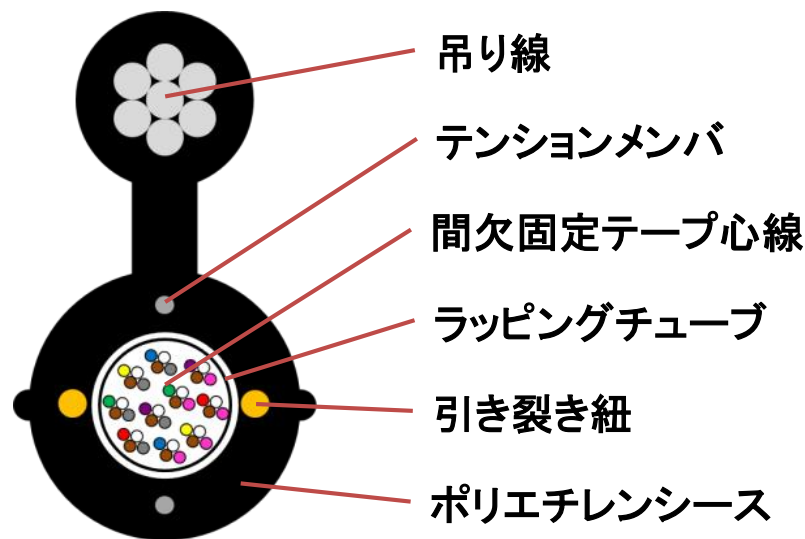 吊り線
テンションメンバ
間欠固定テープ心線
ラッピングチューブ
引き裂き紐
ポリエチレンシース